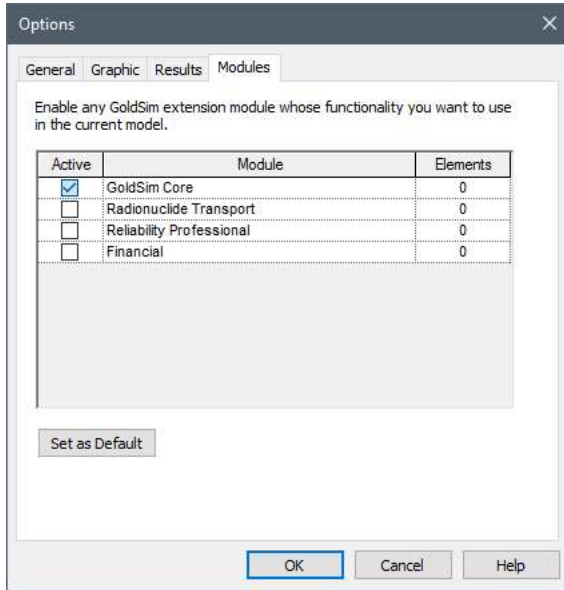 Options
General Graphic Results Modules
Enable any GoldSim extension module whose functionality you want to use
in the current model.
Active Module Elements
GoldSim Core 0
Radionuclide Transport 0
Reliability Professional 0
Financial 0
Set as Default
OK Cancel Help